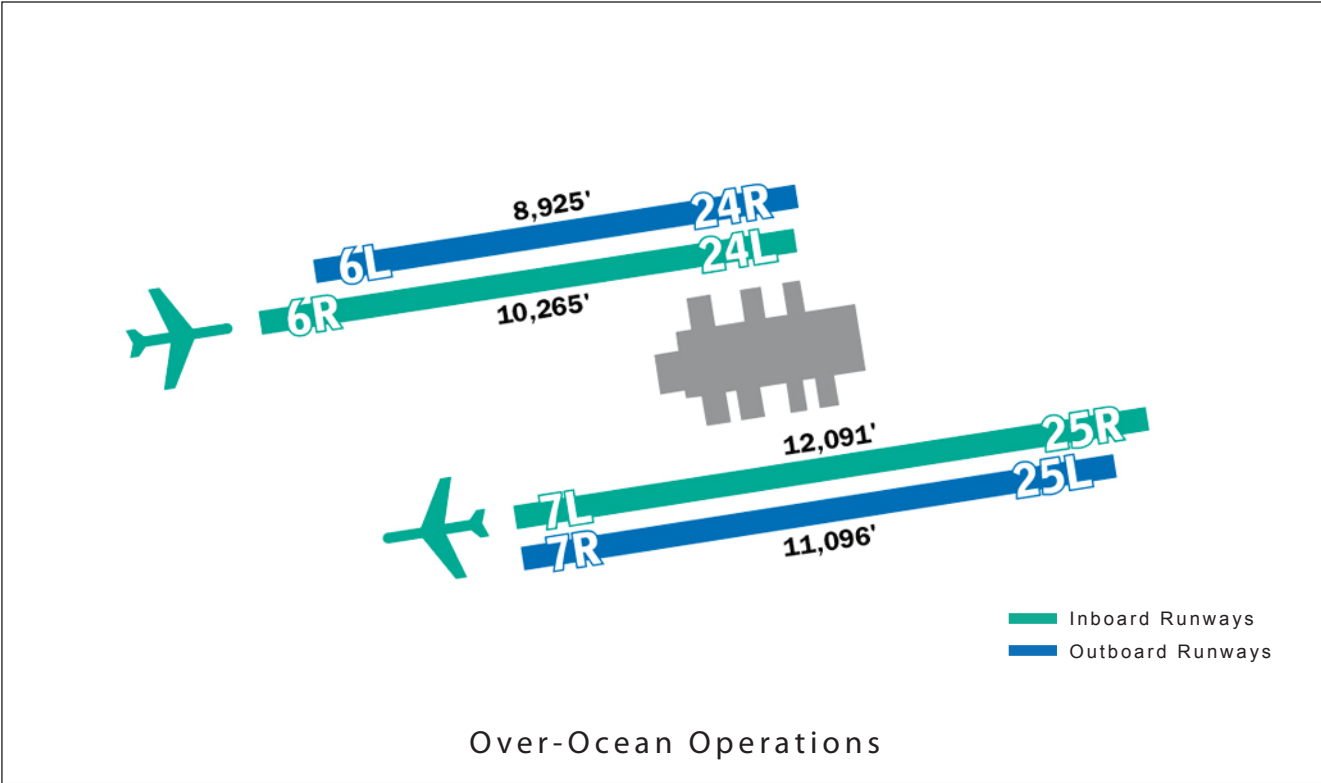 8,925'
24R
6L
24L
6R
10,265'
12,091'
25R
25L
7L
7R
11,096'
Inboard Runways
Outboard Runways
Over-Ocean Operations